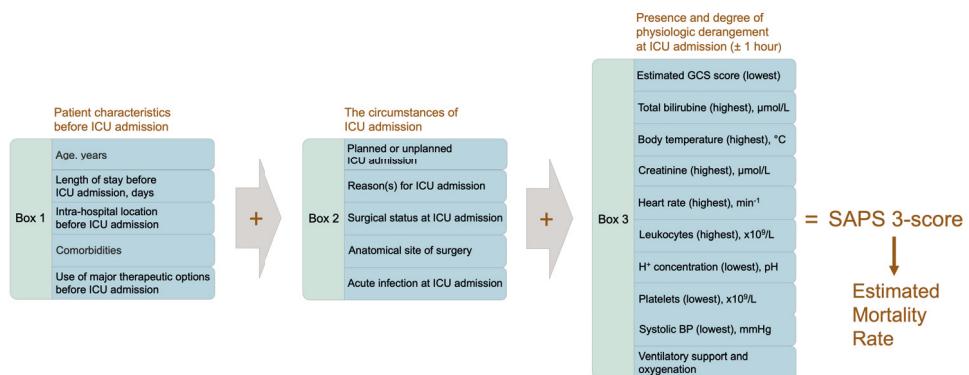 Patient characteristics
before ICU admission
Box 1
Age. years
Length of stay before
ICU admission, days
Intra-hospital location
before ICU admission
Comorbidities
Use of major therapeutic options
before ICU admission
+
The circumstances of
ICU admission
Box 2
Planned or unplanned
ICU admission
Reason(s) for ICU admission
Surgical status at ICU admission
Anatomical site of surgery
Acute infection at ICU admission
+
Presence and degree of
physiologic derangement
at ICU admission (± 1 hour)
Box 3
Estimated GCS score (lowest)
Total bilirubine (highest), µmol/L
Body temperature (highest), °C
Creatinine (highest), µmol/L
Heart rate (highest), min⁻¹
Leukocytes (highest), x10⁹/L
H⁺ concentration (lowest), pH
Platelets (lowest), x10⁹/L
Systolic BP (lowest), mmHg
Ventilatory support and
oxygenation
= SAPS 3-score
Estimated
Mortality
Rate